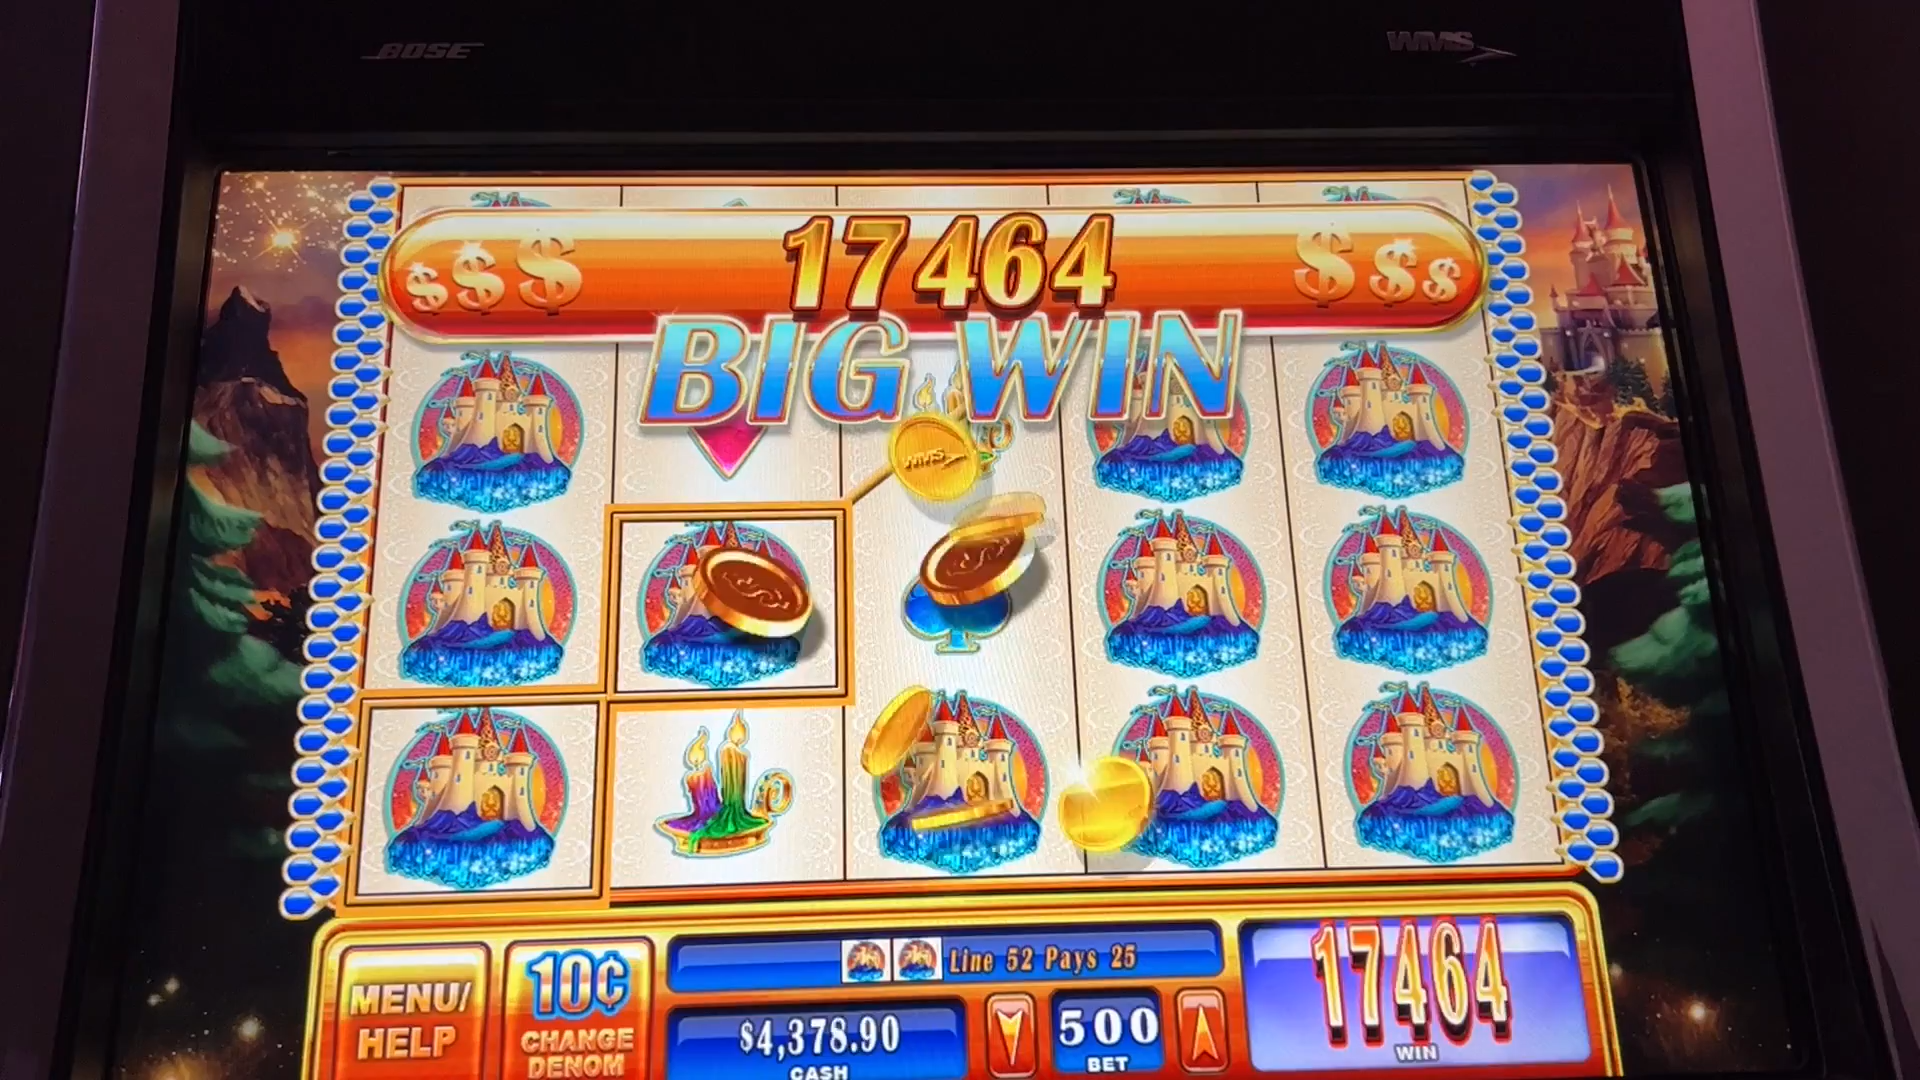 BOSE
WMS
$$$ 17464 $$$
BIG WIN
WMS
MENU/
HELP
10¢
CHANGE
DENOM
Line 52 Pays 25
$4,378.90
CASH
500
BET
17464
WIN